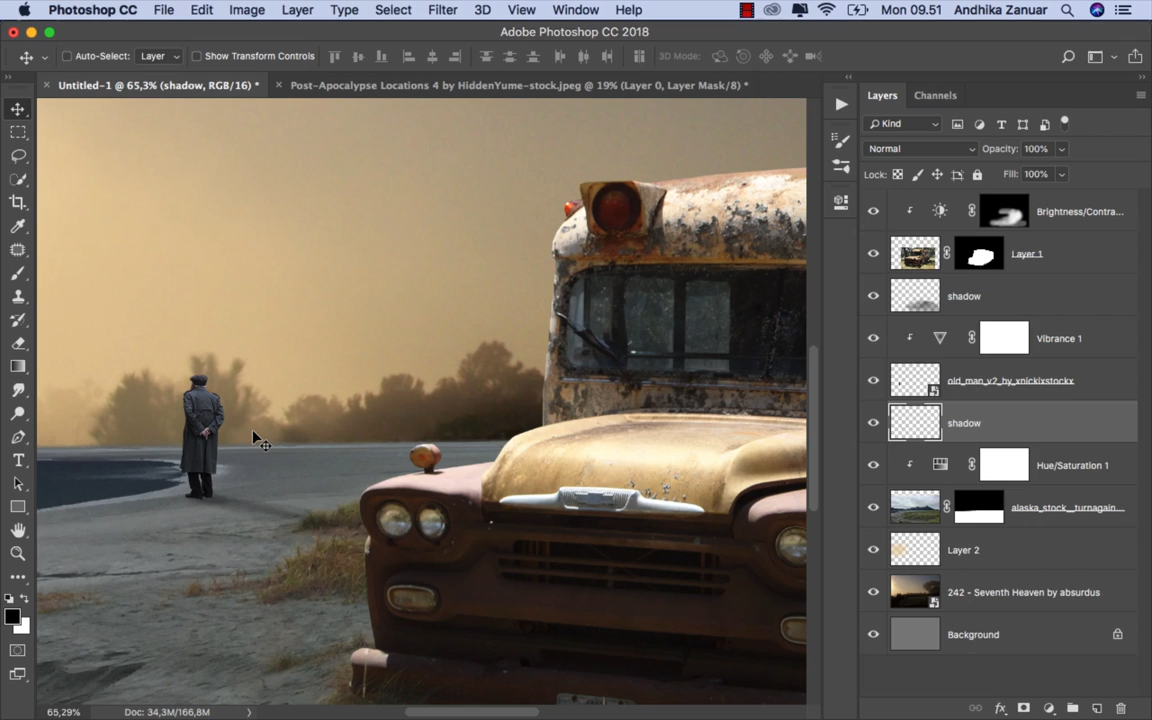 Photoshop CC File Edit Image Layer Type Select Filter 3D View Window Help Mon 09.51 Andhika Zanuar
Adobe Photoshop CC 2018
Auto-Select: Layer Show Transform Controls 3D Mode:
Untitled-1 @ 65,3% (shadow, RGB/16) * Post-Apocalypse Locations 4 by HiddenYume-stock.jpeg @ 19% (Layer 0, Layer Mask/8) *
Layers Channels
Kind
Normal Opacity: 100%
Lock: Fill: 100%
Brightness/Contra...
Layer 1
shadow
Vibrance 1
old_man_v2_by_xnickixstockx
shadow
Hue/Saturation 1
alaska_stock__turnagain...
Layer 2
242 - Seventh Heaven by absurdus
Background
65,29% Doc: 34,3M/166,8M